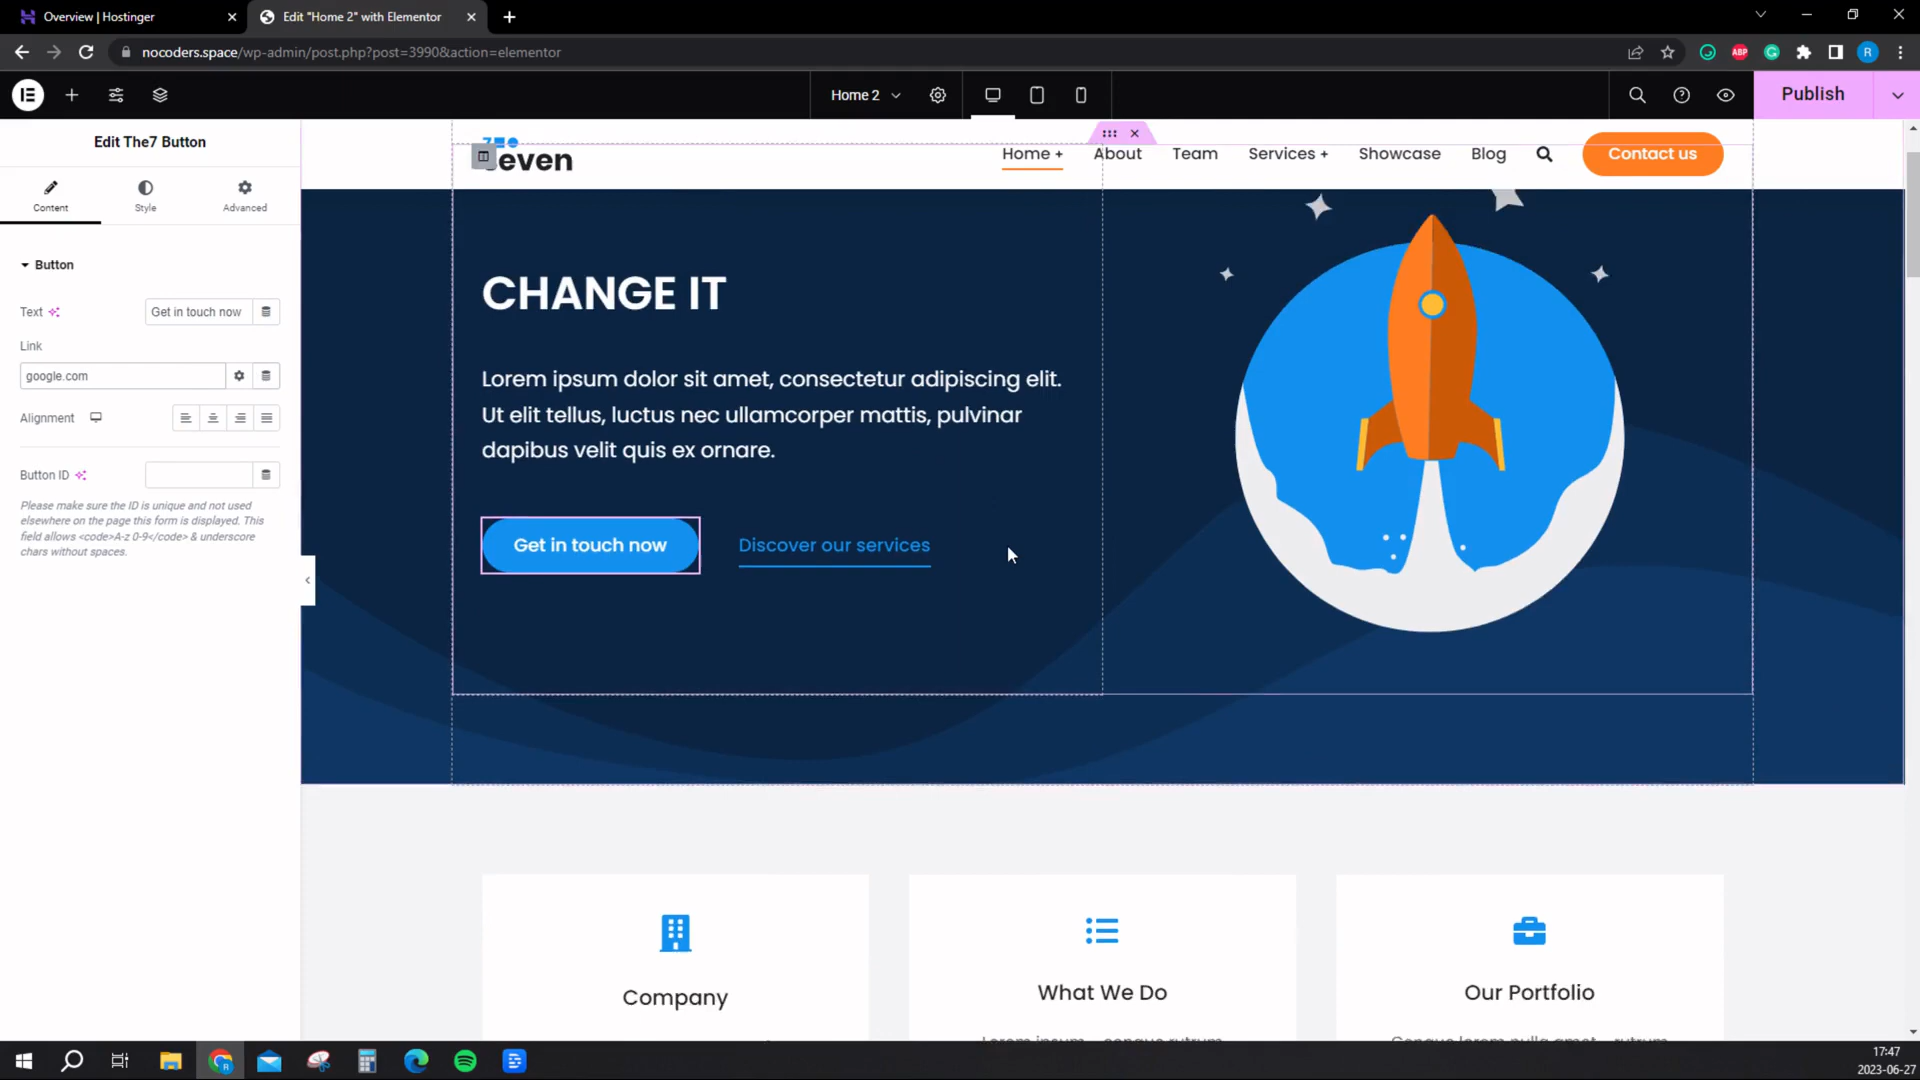 Overview | Hostinger
Edit "Home 2" with Elementor
nocoders.space/wp-admin/post.php?post=3990&action=elementor
ABP
R
Home 2
Publish
Edit The7 Button
Content
Style
Advanced
Button
Text
Get in touch now
Link
google.com
Alignment
Button ID
Please make sure the ID is unique and not used
elsewhere on the page this form is displayed. This
field allows <code>A-z 0-9</code> & underscore
chars without spaces.
even
Home +
About
Team
Services +
Showcase
Blog
Contact us
CHANGE IT
Lorem ipsum dolor sit amet, consectetur adipiscing elit.
Ut elit tellus, luctus nec ullamcorper mattis, pulvinar
dapibus velit quis ex ornare.
Get in touch now
Discover our services
Company
What We Do
Our Portfolio
17:47
2023-06-27